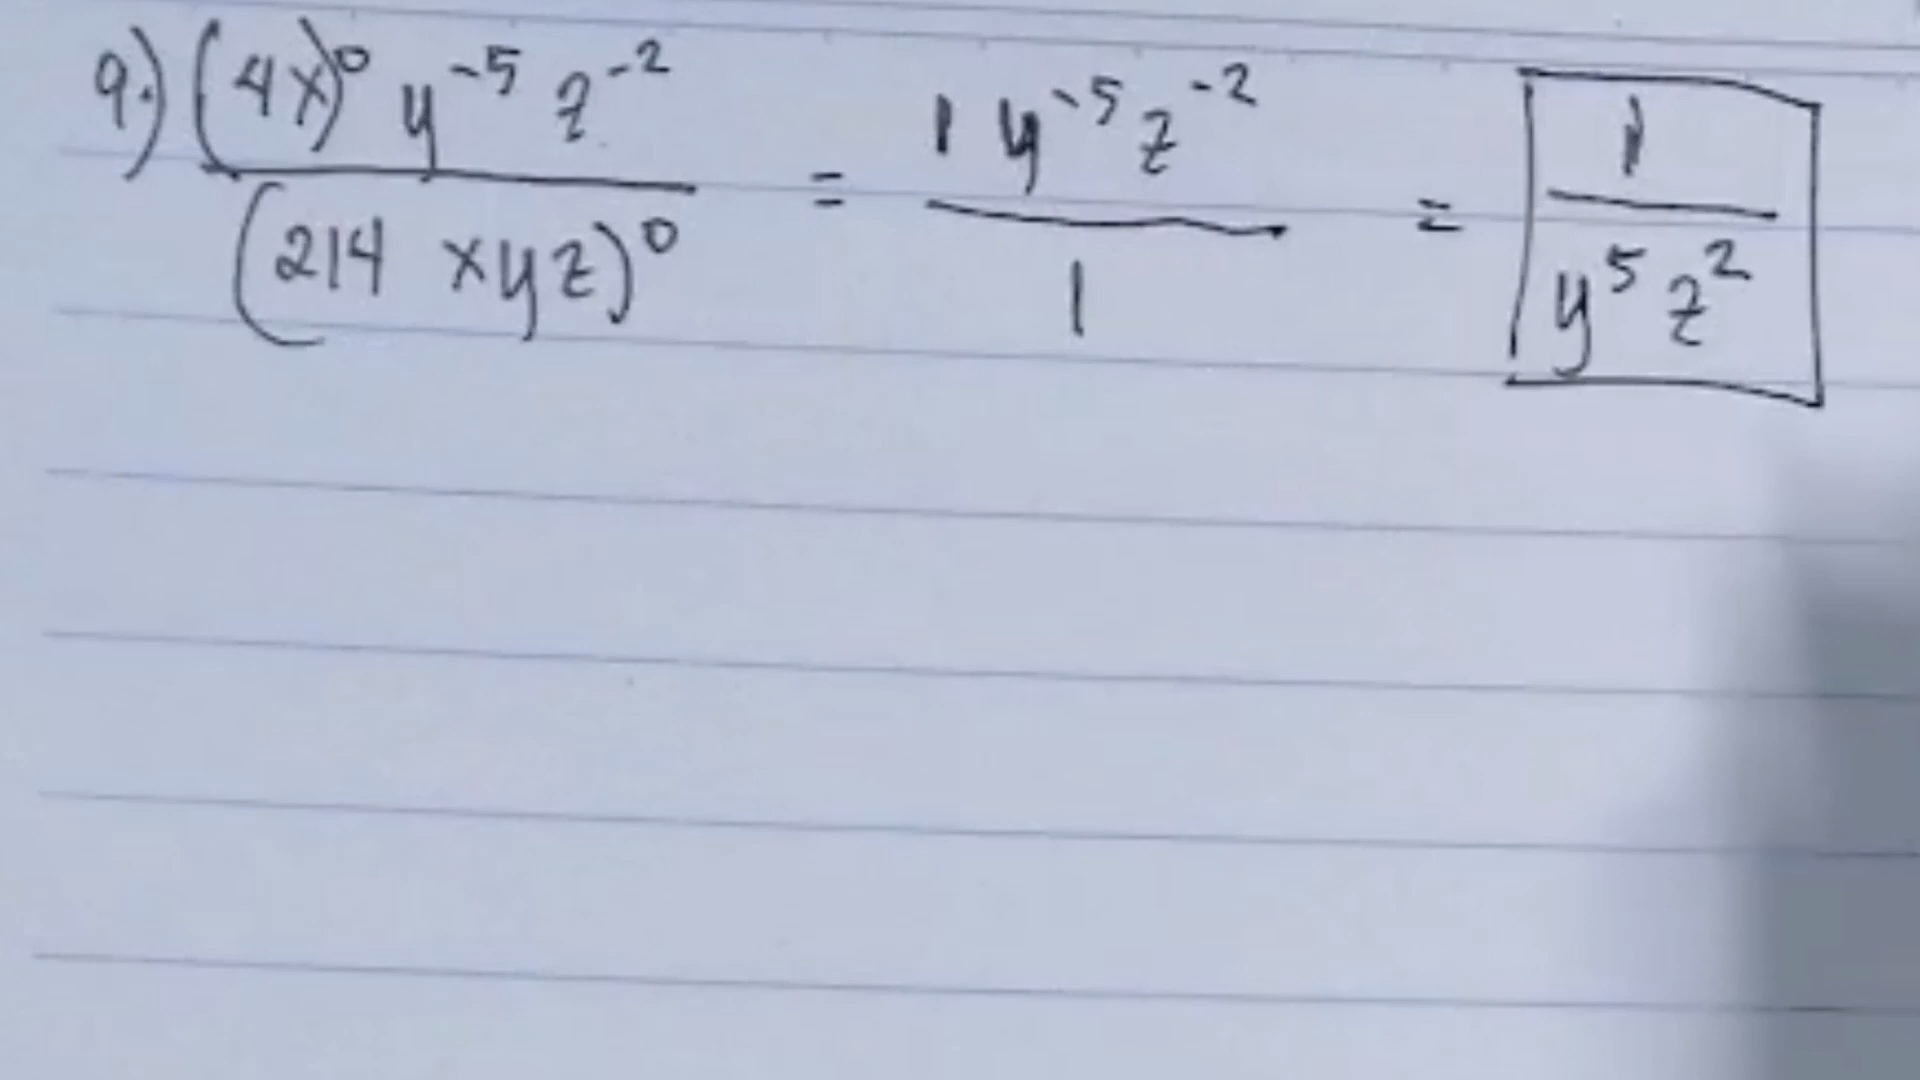 9.) (4x)⁰ y⁻⁵ z⁻² / (214 xyz)⁰ = 1 y⁻⁵ z⁻² / 1 = 1 / y⁵ z²